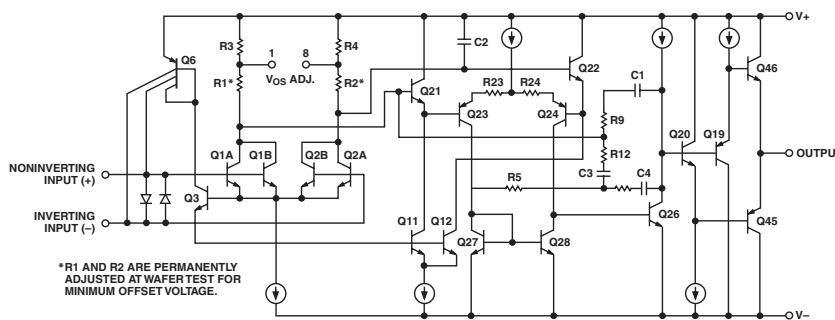 V+
R3
1
8
R4
C2
Q6
V_OS ADJ.
R1*
R2*
Q22
Q46
R23
R24
C1
Q21
Q23
Q24
R9
Q20
Q19
NONINVERTING
INPUT (+)
Q1A
Q1B
Q2B
Q2A
R12
OUTPU
C3
R5
C4
Q3
INVERTING
INPUT (–)
Q11
Q12
Q27
Q28
Q26
Q45
*R1 AND R2 ARE PERMANENTLY
ADJUSTED AT WAFER TEST FOR
MINIMUM OFFSET VOLTAGE.
V–